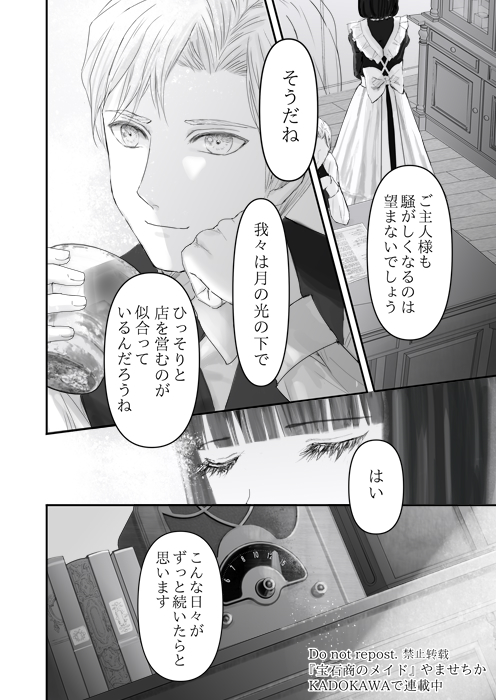 ご主人様も
騒がしくなるのは
望まないでしょう
そうだね
我々は月の光の下で
ひっそりと
店を営むのが
似合って
いるんだろうね
はい
こんな日々が
ずっと続いたらと
思います
Do not repost. 禁止转载
『宝石商のメイド』やませちか
KADOKAWAで連載中